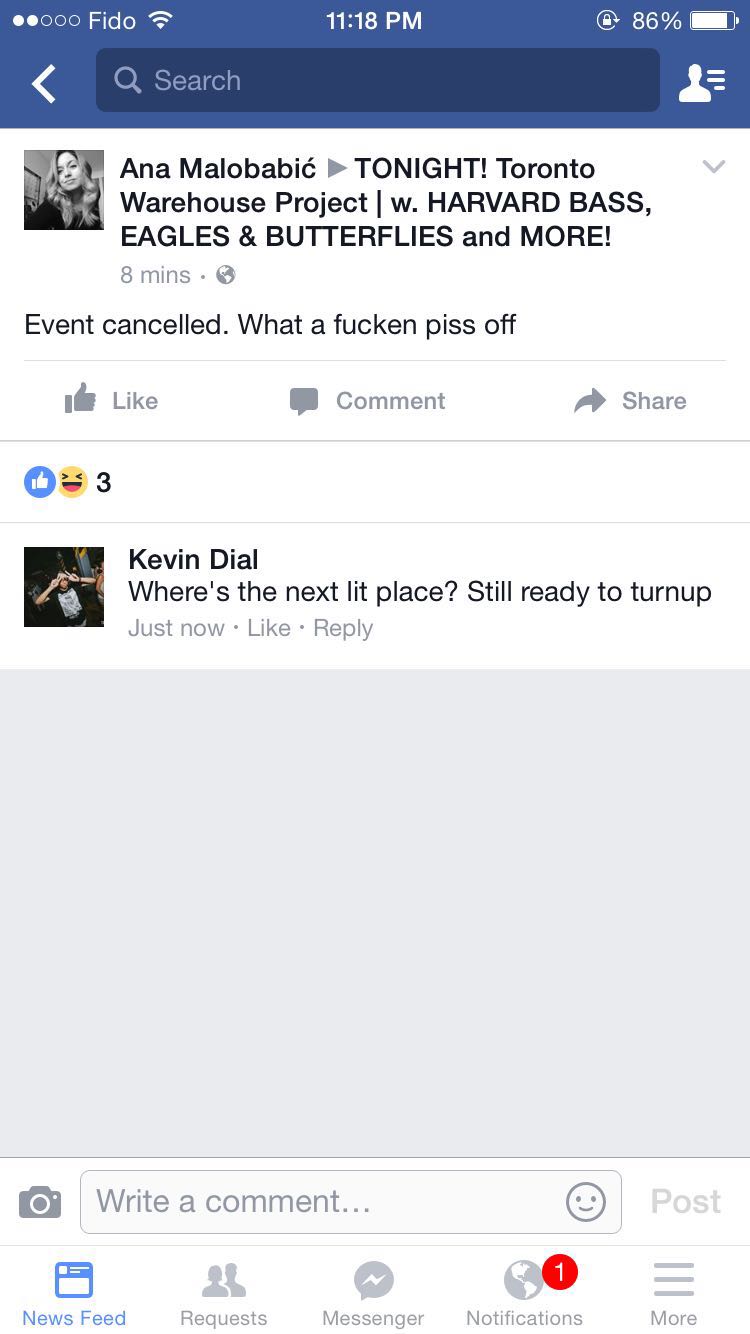 Fido 11:18 PM 86%
Search
Ana Malobabić ▶ TONIGHT! Toronto
Warehouse Project | w. HARVARD BASS,
EAGLES & BUTTERFLIES and MORE!
8 mins ·
Event cancelled. What a fucken piss off
Like Comment Share
3
Kevin Dial
Where's the next lit place? Still ready to turnup
Just now · Like · Reply
Write a comment... Post
1
News Feed Requests Messenger Notifications More